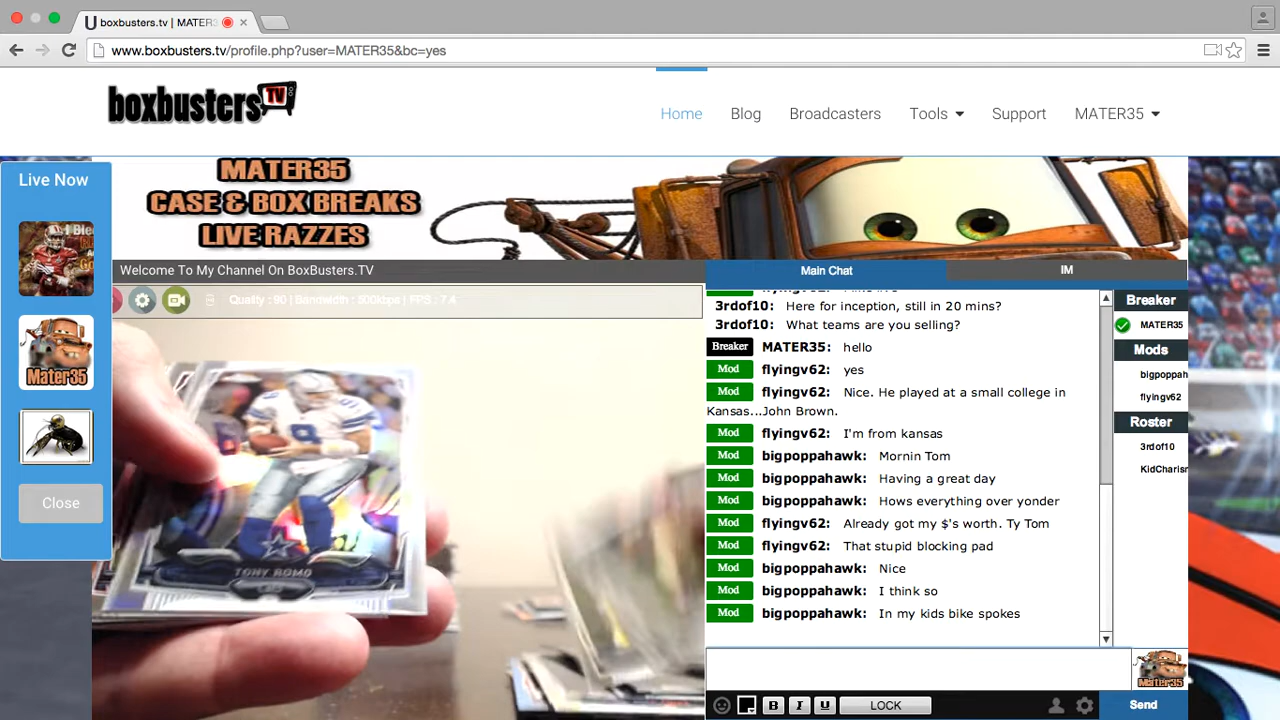 boxbusters.tv | MATER3
www.boxbusters.tv/profile.php?user=MATER35&bc=yes
boxbusters TV
Home Blog Broadcasters Tools Support MATER35
Live Now
Mater35
Close
MATER35
CASE & BOX BREAKS
LIVE RAZZES
Welcome To My Channel On BoxBusters.TV
Quality : 90 | Bandwidth : 500kbps | FPS : 7.4
TONY ROMO
Main Chat IM
3rdof10: Here for inception, still in 20 mins?
3rdof10: What teams are you selling?
Breaker MATER35: hello
Mod flyingv62: yes
Mod flyingv62: Nice. He played at a small college in
Kansas...John Brown.
Mod flyingv62: I'm from kansas
Mod bigpoppahawk: Mornin Tom
Mod bigpoppahawk: Having a great day
Mod bigpoppahawk: Hows everything over yonder
Mod flyingv62: Already got my $'s worth. Ty Tom
Mod flyingv62: That stupid blocking pad
Mod bigpoppahawk: Nice
Mod bigpoppahawk: I think so
Mod bigpoppahawk: In my kids bike spokes
Breaker
MATER35
Mods
bigpoppah
flyingv62
Roster
3rdof10
KidCharism
Mater35
B I U LOCK Send